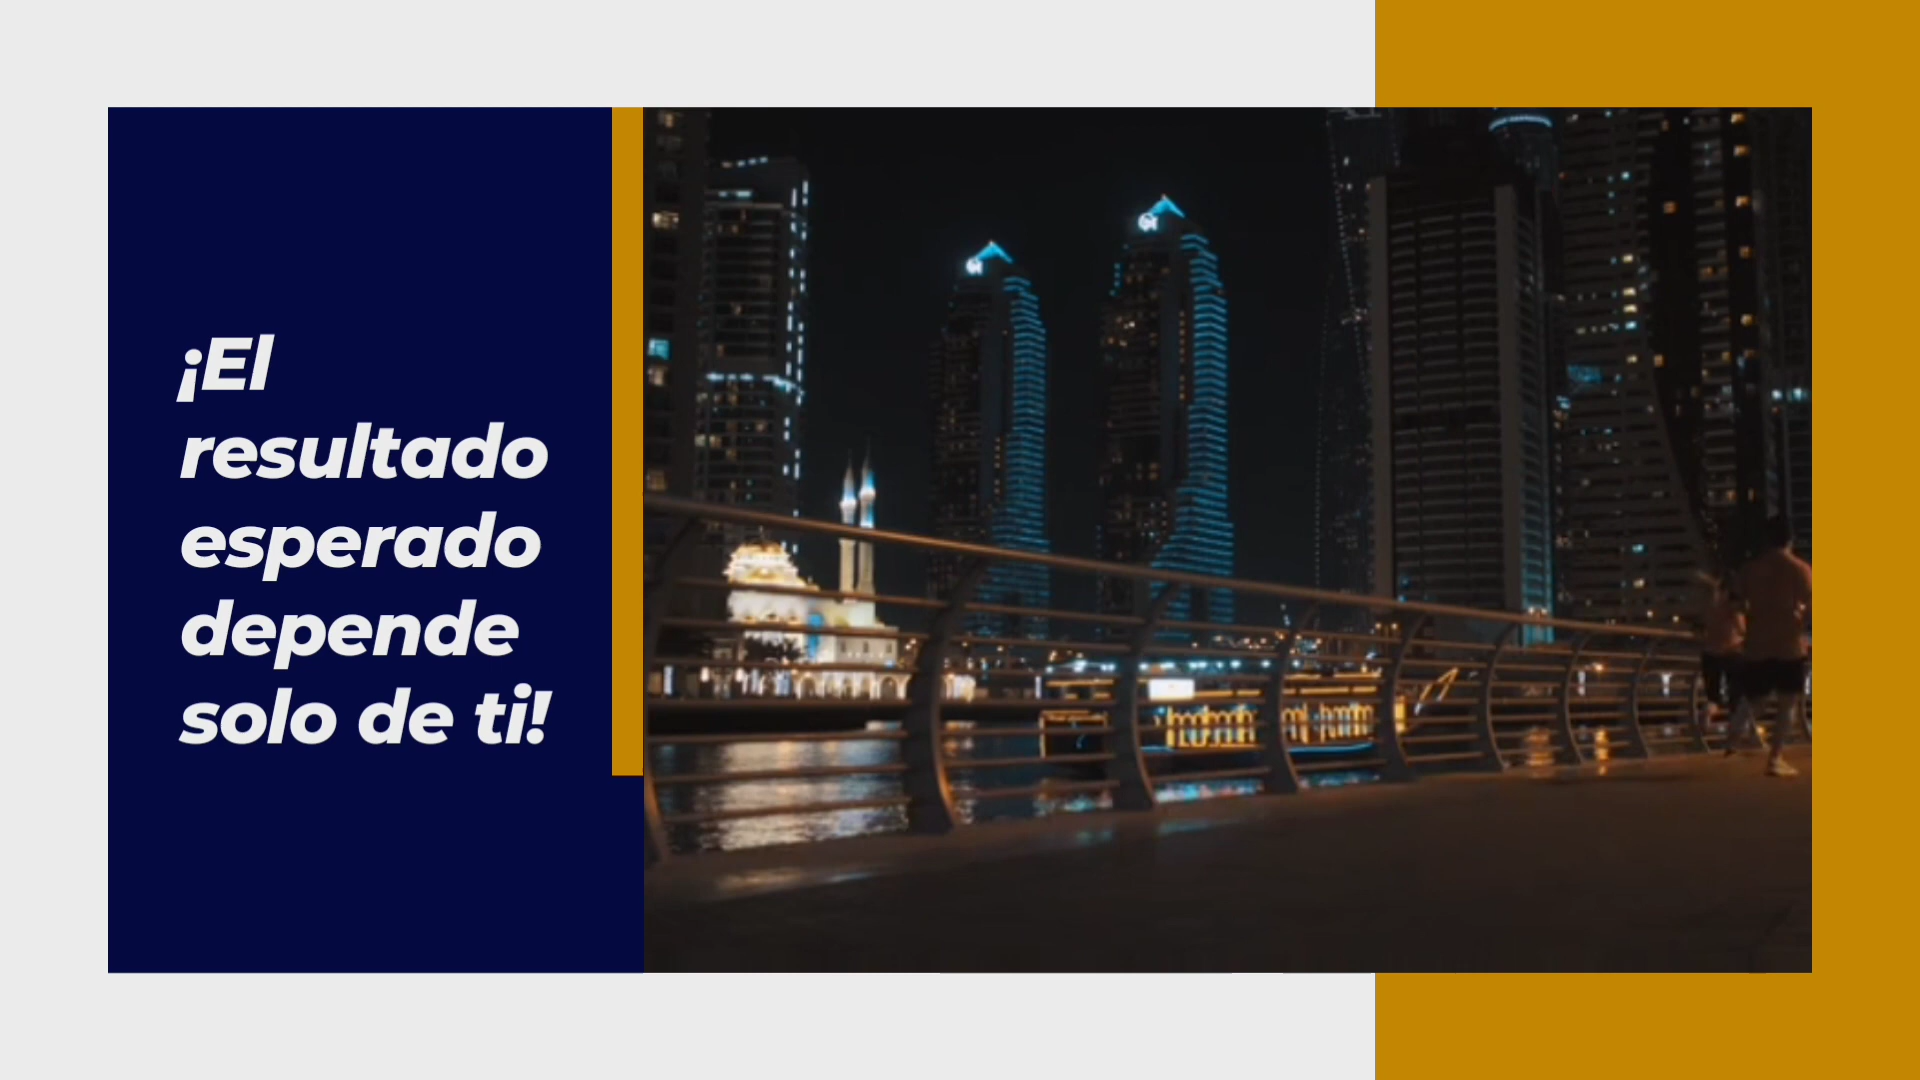 ¡El
resultado
esperado
depende
solo de ti!